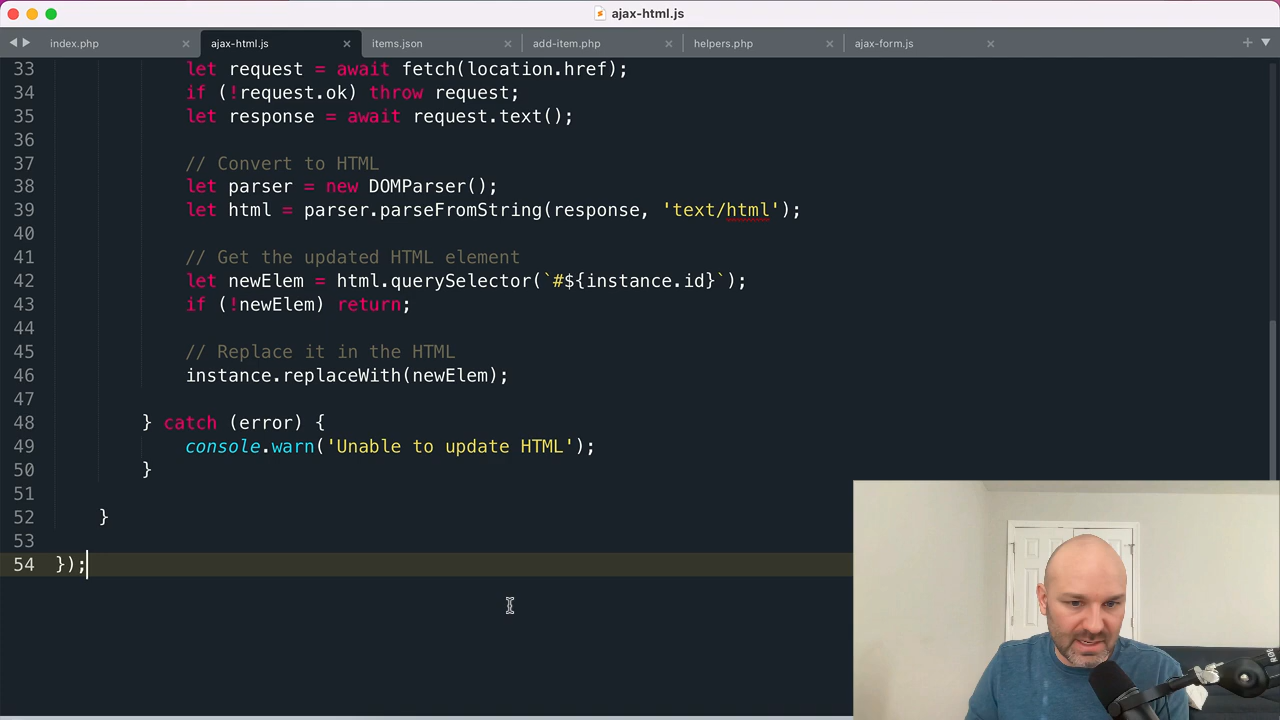 ajax-html.js
index.php
ajax-html.js
items.json
add-item.php
helpers.php
ajax-form.js
33 let request = await fetch(location.href);
34 if (!request.ok) throw request;
35 let response = await request.text();
36
37 // Convert to HTML
38 let parser = new DOMParser();
39 let html = parser.parseFromString(response, 'text/html');
40
41 // Get the updated HTML element
42 let newElem = html.querySelector(`#${instance.id}`);
43 if (!newElem) return;
44
45 // Replace it in the HTML
46 instance.replaceWith(newElem);
47
48 } catch (error) {
49 console.warn('Unable to update HTML');
50 }
51
52 }
53
54 });